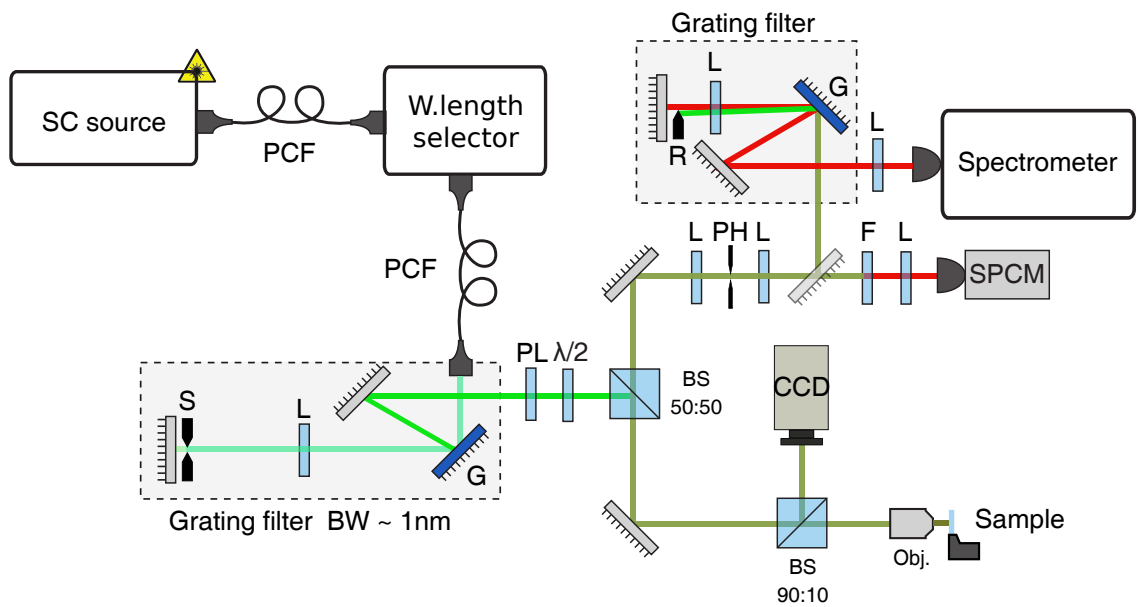 Grating filter
L
G
R
L
Spectrometer
SC source
PCF
W.length
selector
PCF
L
PH
L
F
L
SPCM
PL
λ/2
BS
50:50
CCD
S
L
G
Grating filter BW ~ 1nm
Obj.
Sample
BS
90:10